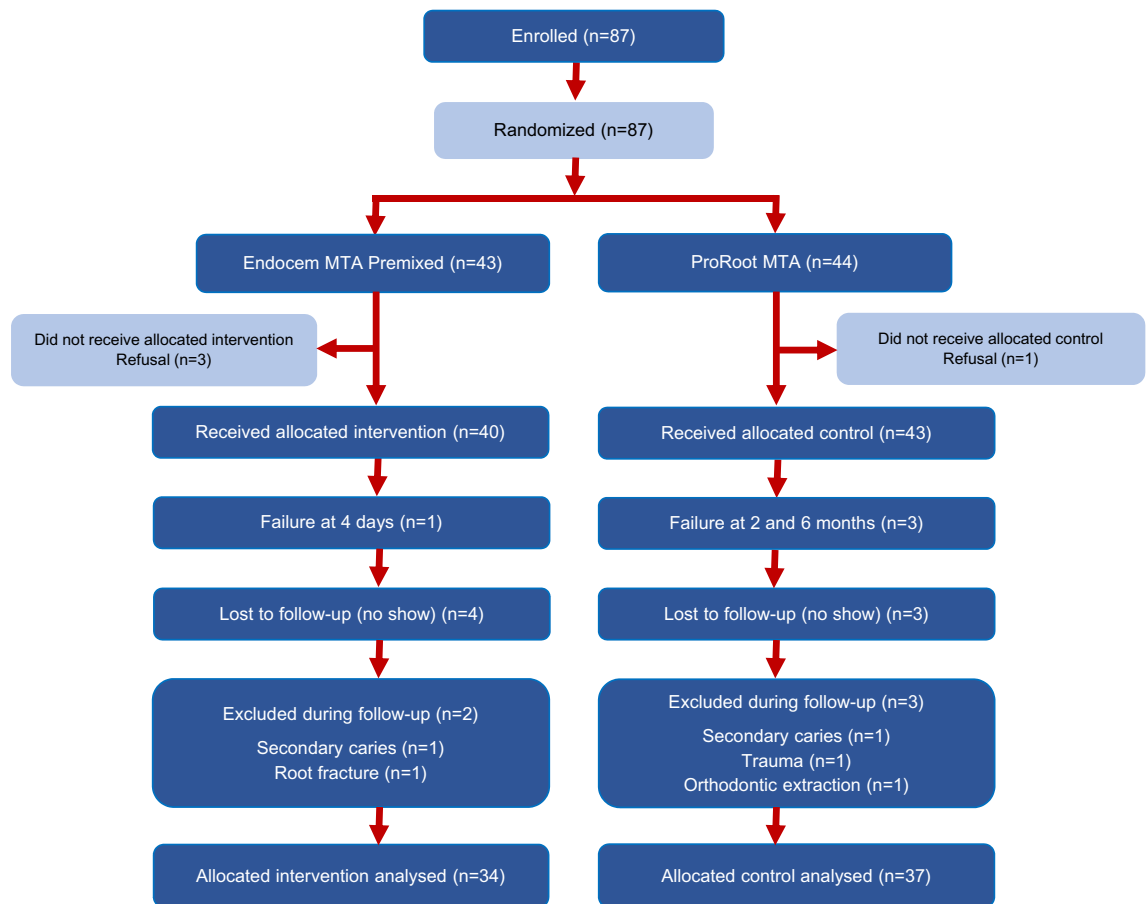 Enrolled (n=87)
Randomized (n=87)
Endocem MTA Premixed (n=43)
ProRoot MTA (n=44)
Did not receive allocated intervention
Refusal (n=3)
Did not receive allocated control
Refusal (n=1)
Received allocated intervention (n=40)
Received allocated control (n=43)
Failure at 4 days (n=1)
Failure at 2 and 6 months (n=3)
Lost to follow-up (no show) (n=4)
Lost to follow-up (no show) (n=3)
Excluded during follow-up (n=2)
Secondary caries (n=1)
Root fracture (n=1)
Excluded during follow-up (n=3)
Secondary caries (n=1)
Trauma (n=1)
Orthodontic extraction (n=1)
Allocated intervention analysed (n=34)
Allocated control analysed (n=37)